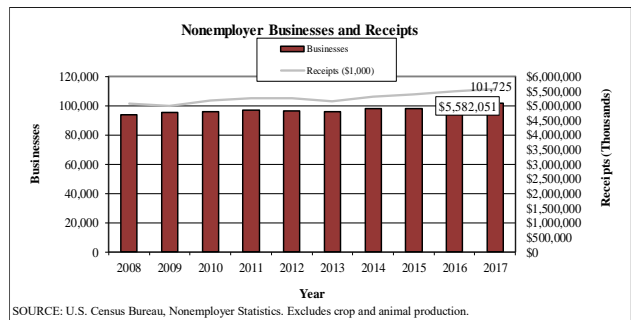 Nonemployer Businesses and Receipts
Businesses
Receipts ($1,000)
120,000
100,000
80,000
60,000
40,000
20,000
0
Businesses
$6,000,000
$5,500,000
$5,000,000
$4,500,000
$4,000,000
$3,500,000
$3,000,000
$2,500,000
$2,000,000
$1,500,000
$1,000,000
$500,000
$0
Receipts (Thousands)
101,725
$5,582,051
2008 2009 2010 2011 2012 2013 2014 2015 2016 2017
Year
SOURCE: U.S. Census Bureau, Nonemployer Statistics. Excludes crop and animal production.